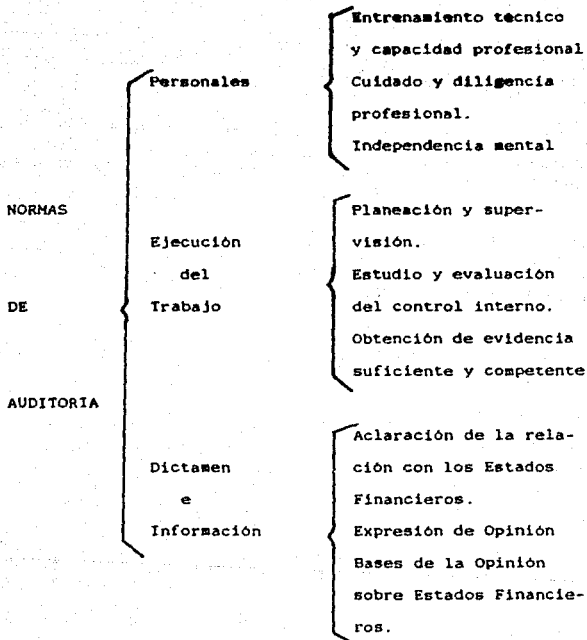 Entrenamiento técnico
y capacidad profesional
Personales
Cuidado y diligencia
profesional.
Independencia mental
NORMAS
Planeación y super-
Ejecución
visión.
del
Estudio y evaluación
DE
Trabajo
del control interno.
Obtención de evidencia
suficiente y competente
AUDITORIA
Aclaración de la rela-
Dictamen
ción con los Estados
e
Financieros.
Información
Expresión de Opinión
Bases de la Opinión
sobre Estados Financie-
ros.